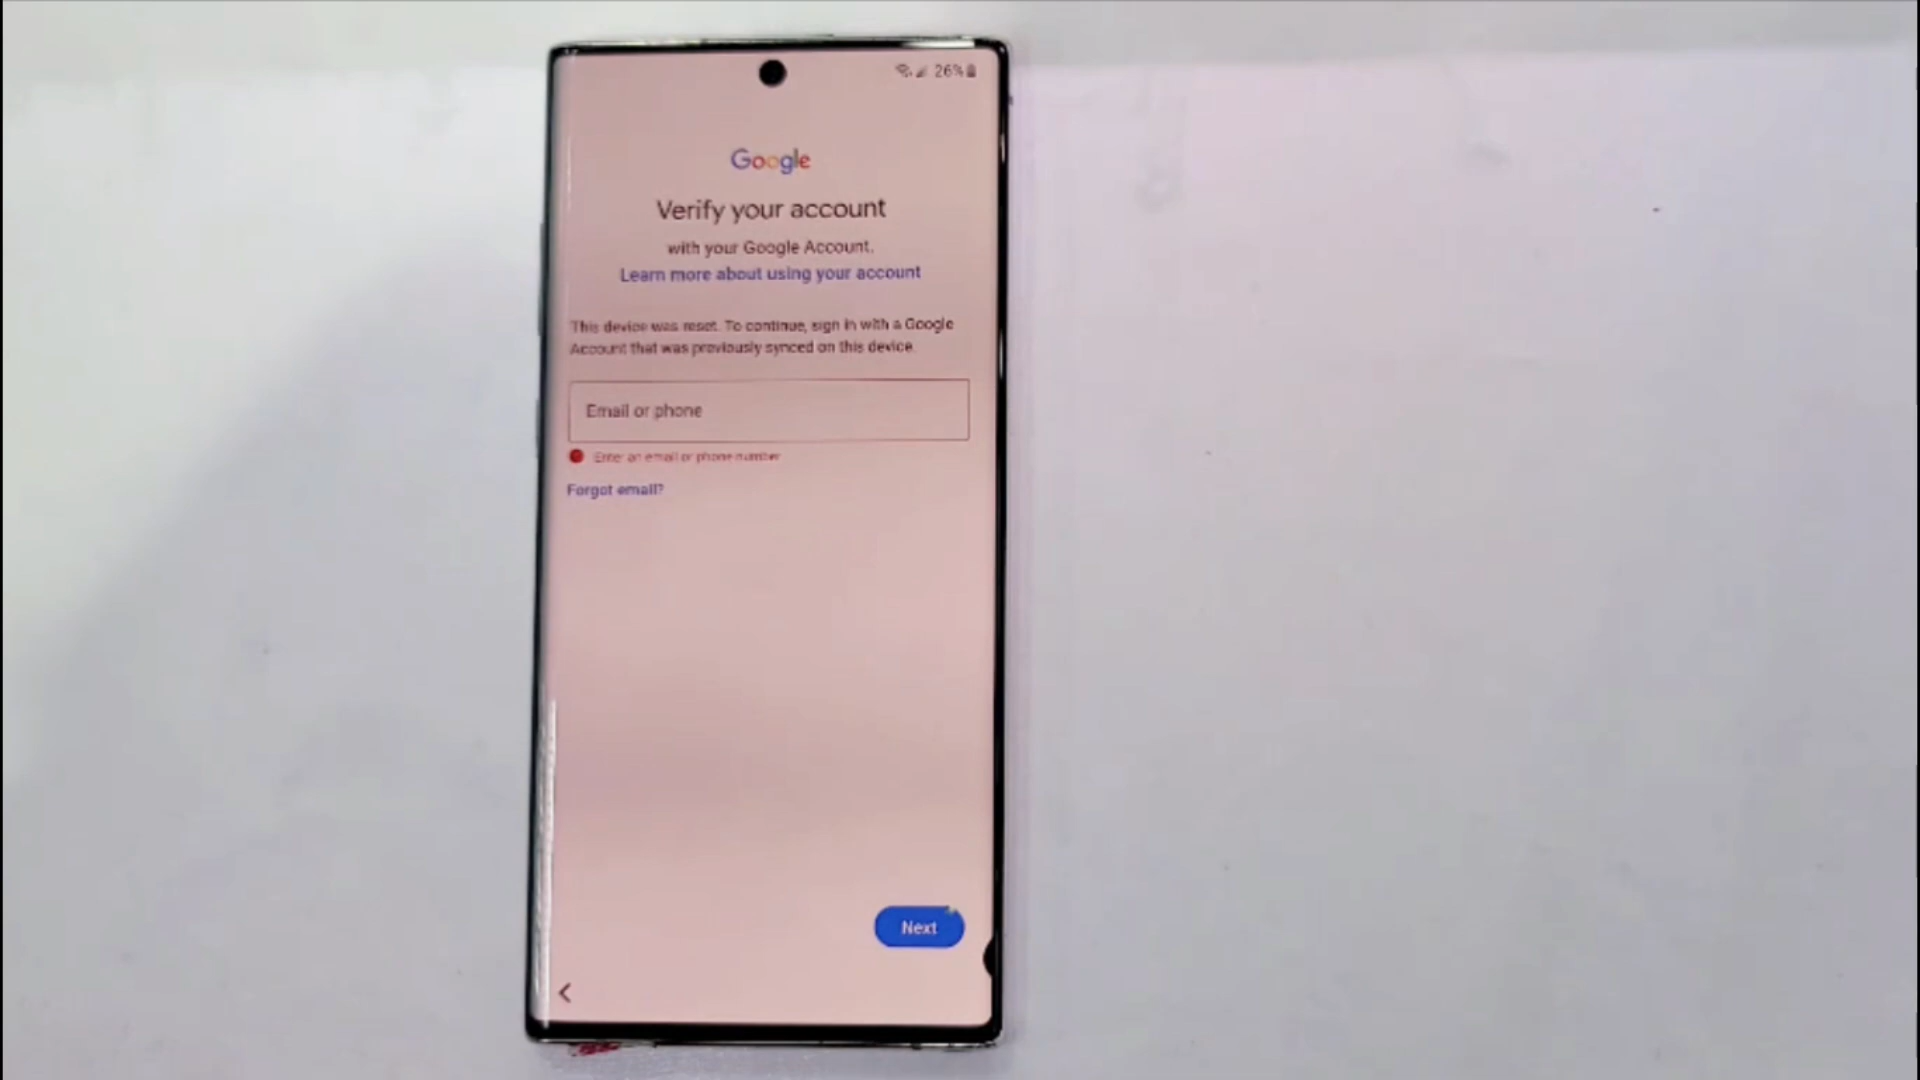 26%
Google
Verify your account
with your Google Account.
Learn more about using your account
This device was reset. To continue, sign in with a Google
Account that was previously synced on this device.
Email or phone
Enter an email or phone number
Forgot email?
Next